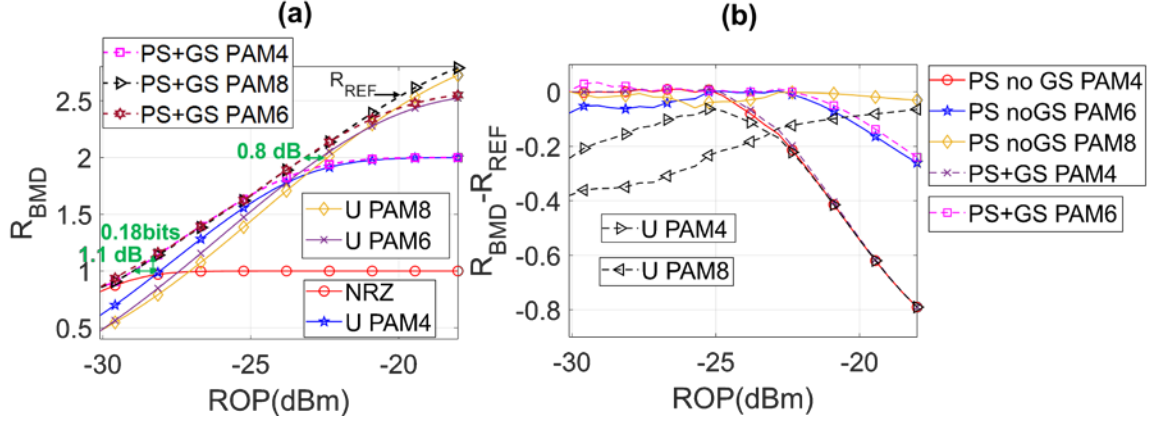 (a)
PS+GS PAM4
PS+GS PAM8
PS+GS PAM6
R_REF
0.8 dB
0.18bits
1.1 dB
U PAM8
U PAM6
NRZ
U PAM4
R_BMD
2.5
2
1.5
1
0.5
-30
-25
-20
ROP(dBm)
(b)
R_BMD-R_REF
0
-0.2
-0.4
-0.6
-0.8
U PAM4
U PAM8
-30
-25
-20
ROP(dBm)
PS no GS PAM4
PS noGS PAM6
PS noGS PAM8
PS+GS PAM4
PS+GS PAM6